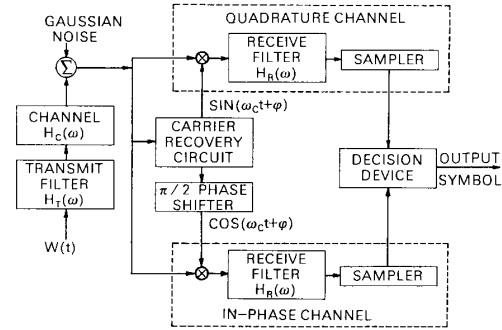 GAUSSIAN
NOISE
Σ
CHANNEL
H_C(ω)
TRANSMIT
FILTER
H_T(ω)
W(t)
QUADRATURE CHANNEL
RECEIVE
FILTER
H_R(ω)
SAMPLER
SIN(ω_Ct+φ)
CARRIER
RECOVERY
CIRCUIT
π/2 PHASE
SHIFTER
COS(ω_Ct+φ)
DECISION
DEVICE
OUTPUT
SYMBOL
RECEIVE
FILTER
H_R(ω)
SAMPLER
IN-PHASE CHANNEL